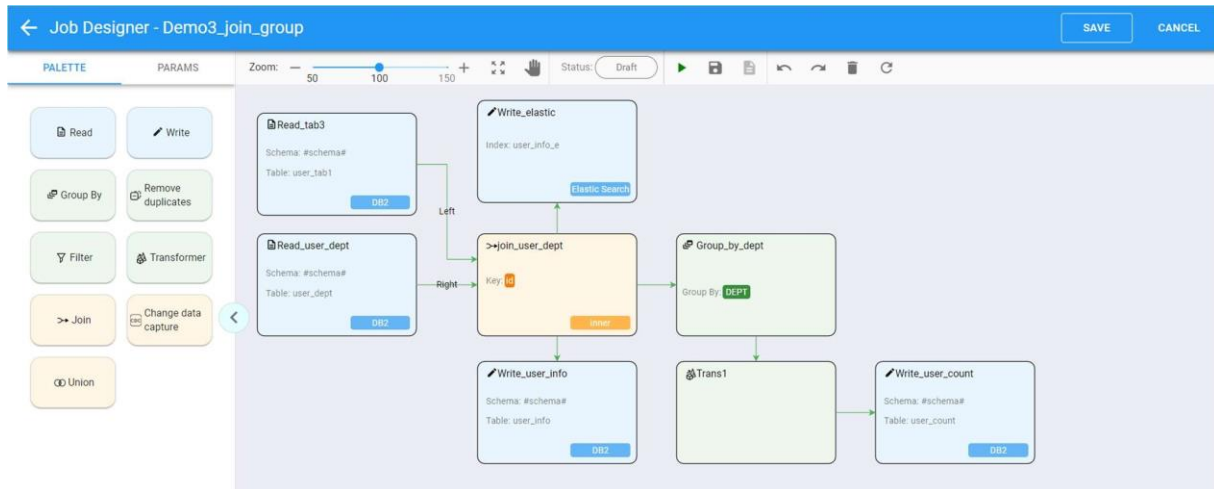 Job Designer - Demo3_join_group
SAVE
CANCEL
PALETTE
PARAMS
Zoom:
50
100
150
Status:
Draft
Read
Write
Group By
Remove
duplicates
Filter
Transformer
Join
CDC
Change data
capture
Union
Read_tab3
Schema: #schema#
Table: user_tab1
DB2
Left
Write_elastic
Index: user_info_e
Elastic Search
Read_user_dept
Schema: #schema#
Table: user_dept
DB2
Right
join_user_dept
Key: id
inner
Group_by_dept
Group By: DEPT
Write_user_info
Schema: #schema#
Table: user_info
DB2
Trans1
Write_user_count
Schema: #schema#
Table: user_count
DB2